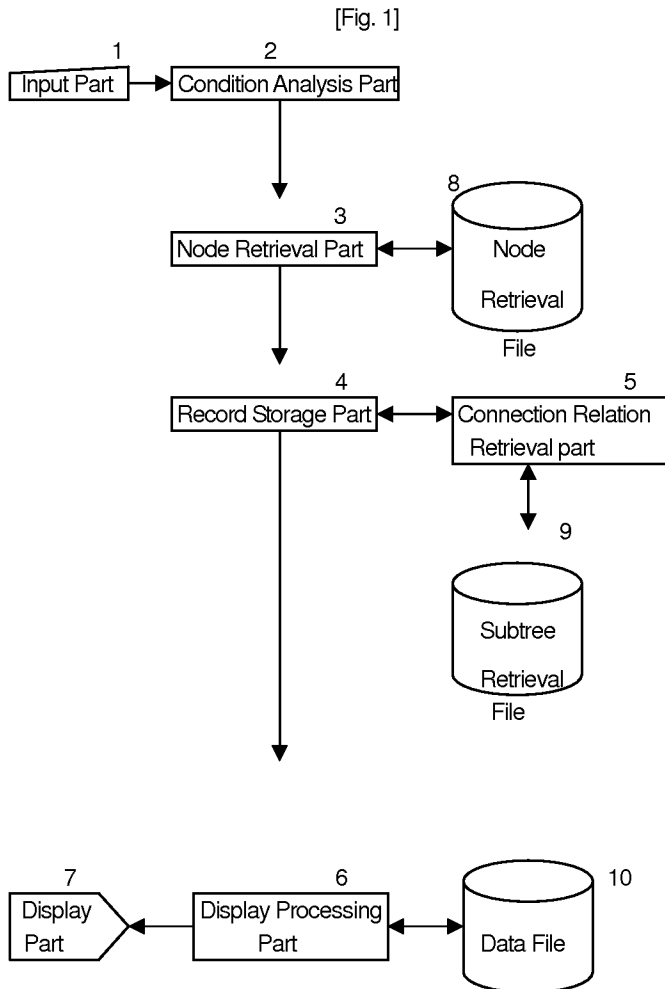 [Fig. 1]
1
2
Input Part
Condition Analysis Part
8
3
Node Retrieval Part
Node
Retrieval
File
4
5
Record Storage Part
Connection Relation
Retrieval part
9
Subtree
Retrieval
File
7
6
10
Display
Part
Display Processing
Part
Data File